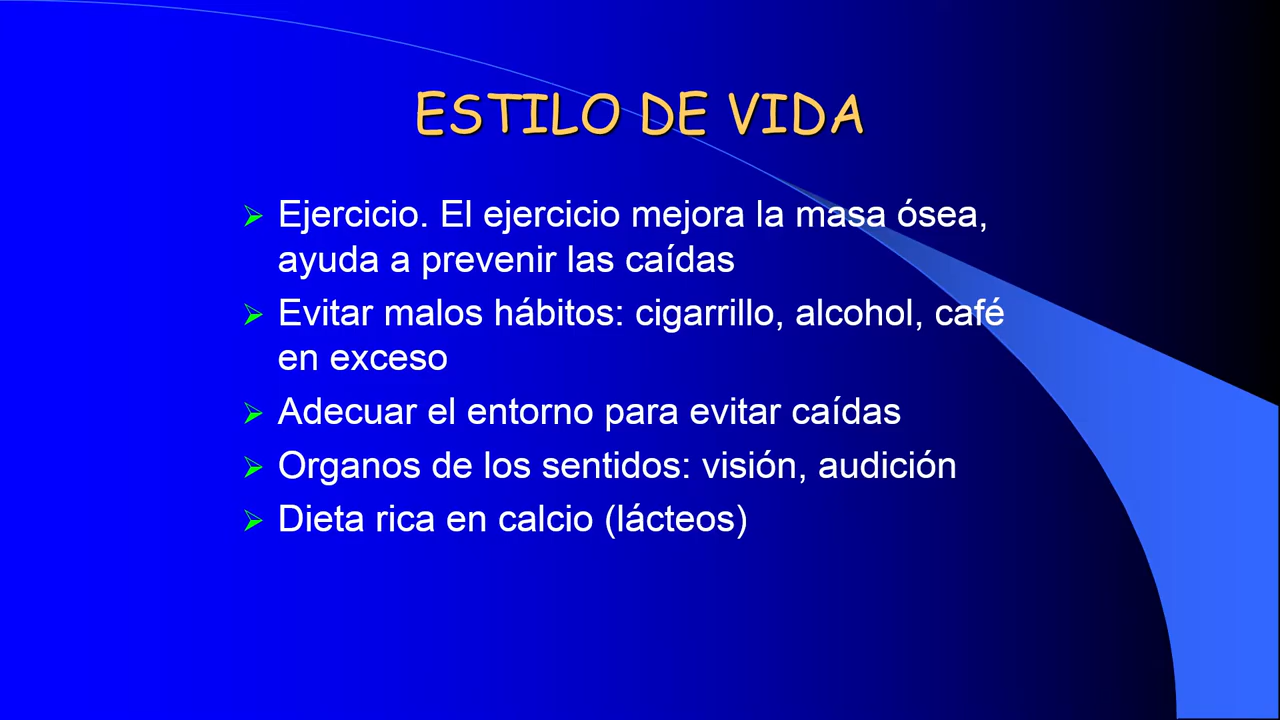 ESTILO DE VIDA
Ejercicio. El ejercicio mejora la masa ósea,
ayuda a prevenir las caídas
Evitar malos hábitos: cigarrillo, alcohol, café
en exceso
Adecuar el entorno para evitar caídas
Organos de los sentidos: visión, audición
Dieta rica en calcio (lácteos)